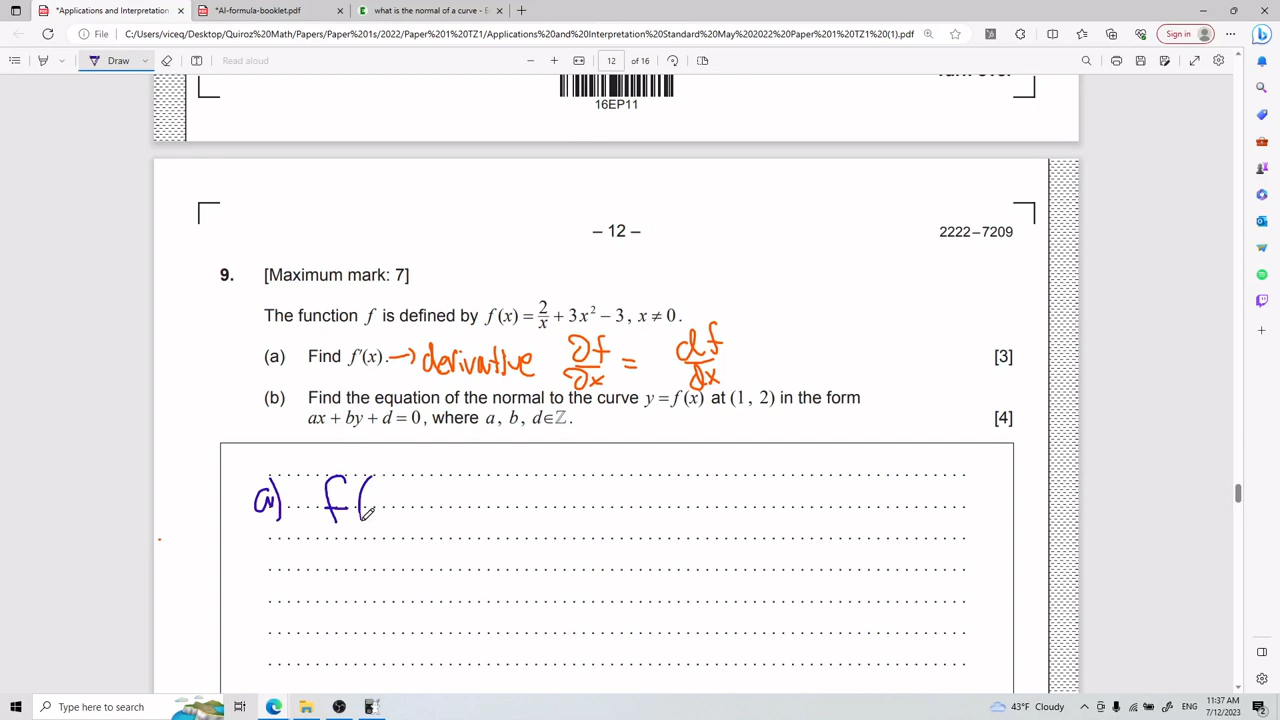 *Applications and Interpretation
*AI-formula-booklet.pdf
what is the normal of a curve - B
File
C:/Users/viceq/Desktop/Quiroz%20Math/Papers/Paper%201s/2022/Paper%201%20TZ1/Applications%20and%20Interpretation%20Standard%20May%202022%20Paper%201%20TZ1%20(1).pdf
Sign in
Draw
Read aloud
12 of 16
16EP11
– 12 –
2222–7209
9. [Maximum mark: 7]
The function f is defined by f(x) = 2/x + 3x² − 3, x ≠ 0.
(a) Find f′(x). → derivative ∂f/∂x = df/dx [3]
(b) Find the equation of the normal to the curve y = f(x) at (1, 2) in the form
ax + by + d = 0, where a, b, d∈ℤ. [4]
a) f(
Type here to search
43°F Cloudy
ENG
11:37 AM
7/12/2023